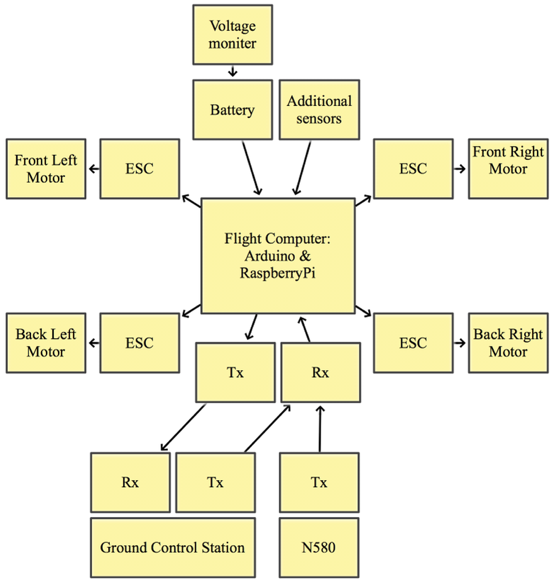 Voltage
moniter
Battery
Additional
sensors
Front Left
Motor
ESC
ESC
Front Right
Motor
Flight Computer:
Arduino &
RaspberryPi
Back Left
Motor
ESC
ESC
Back Right
Motor
Tx
Rx
Rx
Tx
Tx
Ground Control Station
N580